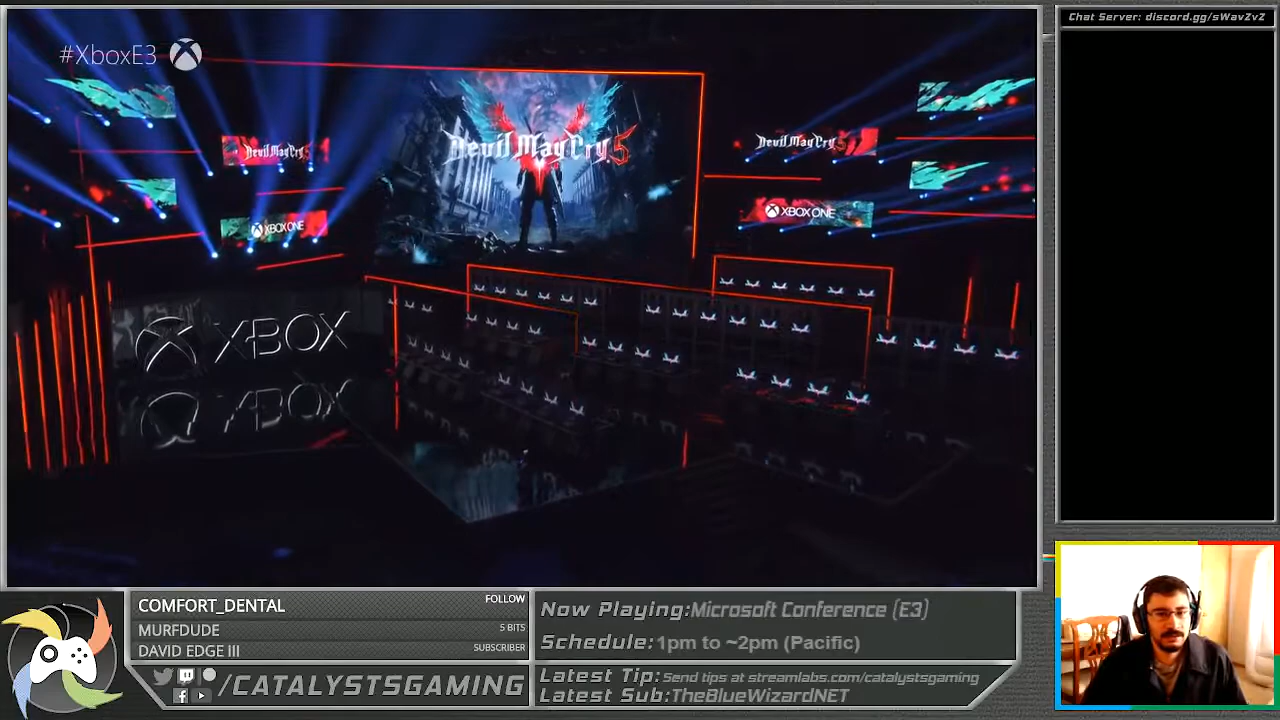 Chat Server: discord.gg/sWavZvZ
#XboxE3
Devil May Cry 5
Devil May Cry 5
Devil May Cry 5
XBOX ONE
XBOX ONE
XBOX
COMFORT_DENTAL FOLLOW
MURFDUDE 5 BITS
DAVID EDGE III SUBSCRIBER
/CATALYSTSGAMING
Now Playing:Microsoft Conference (E3)
Schedule:1pm to ~2pm (Pacific)
Latest Tip:Send tips at streamlabs.com/catalystsgaming
Latest Sub:TheBlueWizardNET